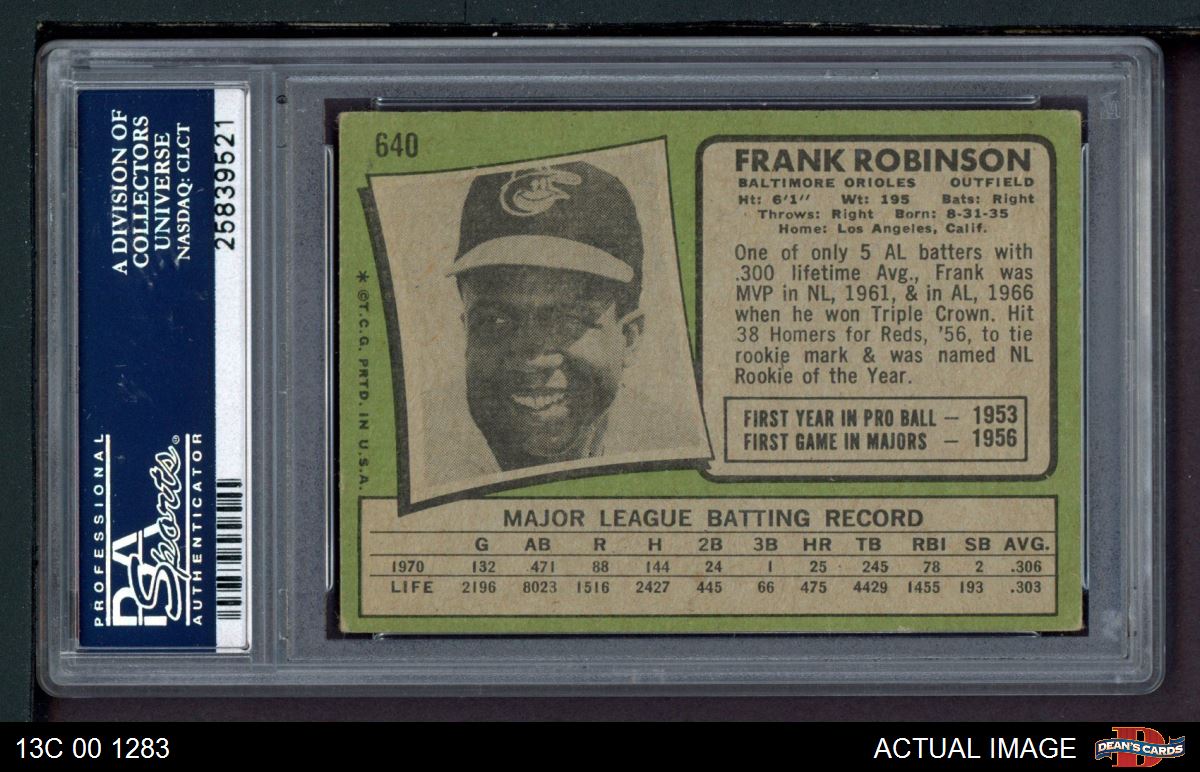 A DIVISION OF
COLLECTORS
UNIVERSE
NASDAQ: CLCT
25839521
PROFESSIONAL
PSA
Sports®
AUTHENTICATOR
640
* ©T.C.G. PRTD. IN U.S.A.
FRANK ROBINSON
BALTIMORE ORIOLES OUTFIELD
Ht: 6'1" Wt: 195 Bats: Right
Throws: Right Born: 8-31-35
Home: Los Angeles, Calif.
One of only 5 AL batters with
.300 lifetime Avg., Frank was
MVP in NL, 1961, & in AL, 1966
when he won Triple Crown. Hit
38 Homers for Reds, '56, to tie
rookie mark & was named NL
Rookie of the Year.
FIRST YEAR IN PRO BALL — 1953
FIRST GAME IN MAJORS — 1956
MAJOR LEAGUE BATTING RECORD
G AB R H 2B 3B HR TB RBI SB AVG.
1970 132 471 88 144 24 1 25 245 78 2 .306
LIFE 2196 8023 1516 2427 445 66 475 4429 1455 193 .303
13C 00 1283
ACTUAL IMAGE
DEAN'S CARDS